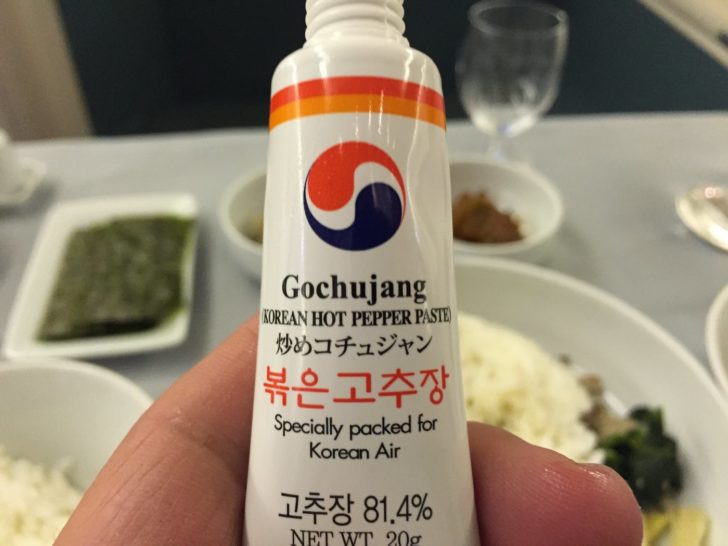 Gochujang
(KOREAN HOT PEPPER PASTE)
炒めコチュジャン
볶은고추장
Specially packed for
Korean Air
고추장 81.4%
NET WT. 20g